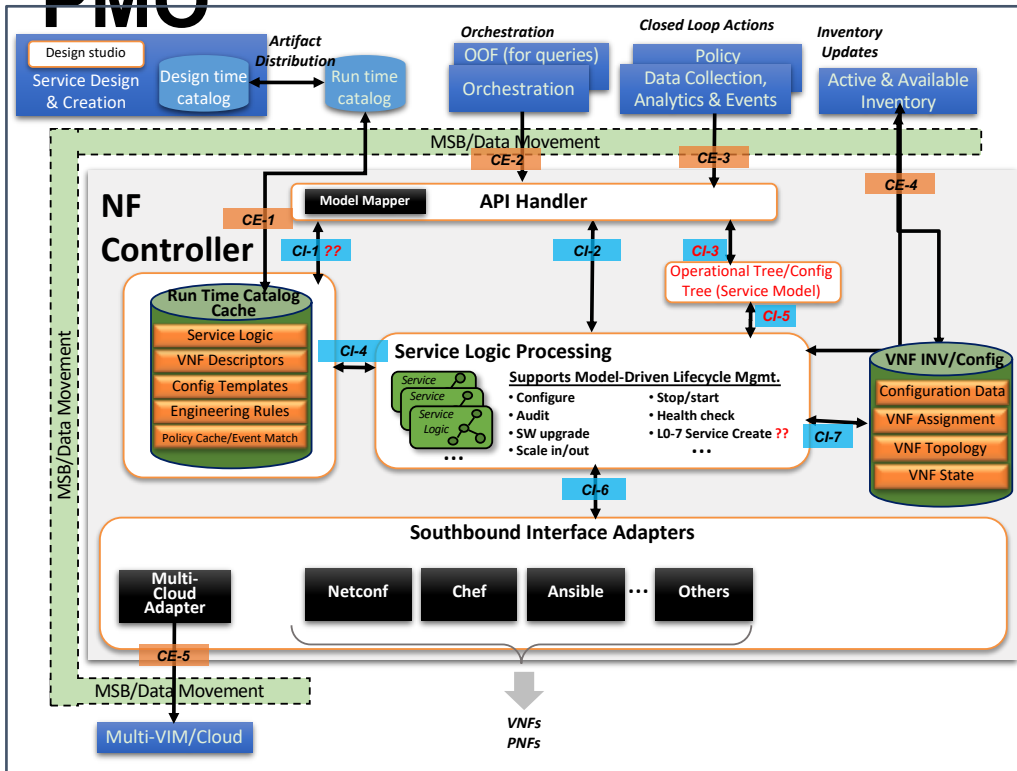 PMO
Design studio
Service Design
& Creation
Design time
catalog
Artifact
Distribution
Run time
catalog
Orchestration
OOF (for queries)
Orchestration
Closed Loop Actions
Policy
Data Collection,
Analytics & Events
Inventory
Updates
Active & Available
Inventory
MSB/Data Movement
MSB/Data Movement
CE-2
CE-3
CE-4
CE-1
NF
Controller
Model Mapper
API Handler
CI-1 ??
CI-2
CI-3
Operational Tree/Config
Tree (Service Model)
CI-5
Run Time Catalog
Cache
Service Logic
VNF Descriptors
Config Templates
Engineering Rules
Policy Cache/Event Match
CI-4
Service Logic Processing
Service
Service
Service
Logic
...
Supports Model-Driven Lifecycle Mgmt.
• Configure
• Audit
• SW upgrade
• Scale in/out
• Stop/start
• Health check
• L0-7 Service Create ??
...
CI-7
VNF INV/Config
Configuration Data
VNF Assignment
VNF Topology
VNF State
CI-6
Southbound Interface Adapters
Multi-
Cloud
Adapter
Netconf
Chef
Ansible
...
Others
CE-5
MSB/Data Movement
Multi-VIM/Cloud
VNFs
PNFs